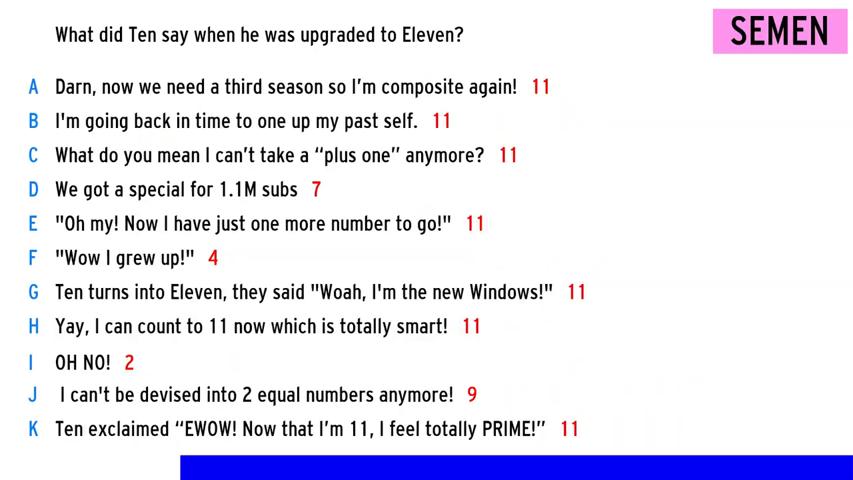 What did Ten say when he was upgraded to Eleven?
SEMEN
A Darn, now we need a third season so I'm composite again! 11
B I'm going back in time to one up my past self. 11
C What do you mean I can't take a “plus one” anymore? 11
D We got a special for 1.1M subs 7
E "Oh my! Now I have just one more number to go!" 11
F "Wow I grew up!" 4
G Ten turns into Eleven, they said "Woah, I'm the new Windows!" 11
H Yay, I can count to 11 now which is totally smart! 11
I OH NO! 2
J I can't be devised into 2 equal numbers anymore! 9
K Ten exclaimed “EWOW! Now that I'm 11, I feel totally PRIME!” 11